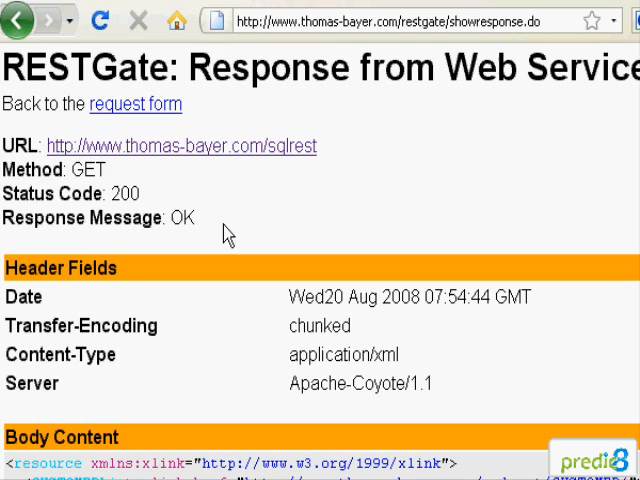 http://www.thomas-bayer.com/restgate/showresponse.do
RESTGate: Response from Web Service
Back to the request form
URL: http://www.thomas-bayer.com/sqlrest
Method: GET
Status Code: 200
Response Message: OK
Header Fields
Date Wed20 Aug 2008 07:54:44 GMT
Transfer-Encoding chunked
Content-Type application/xml
Server Apache-Coyote/1.1
Body Content
<resource xmlns:xlink="http://www.w3.org/1999/xlink">
predic8